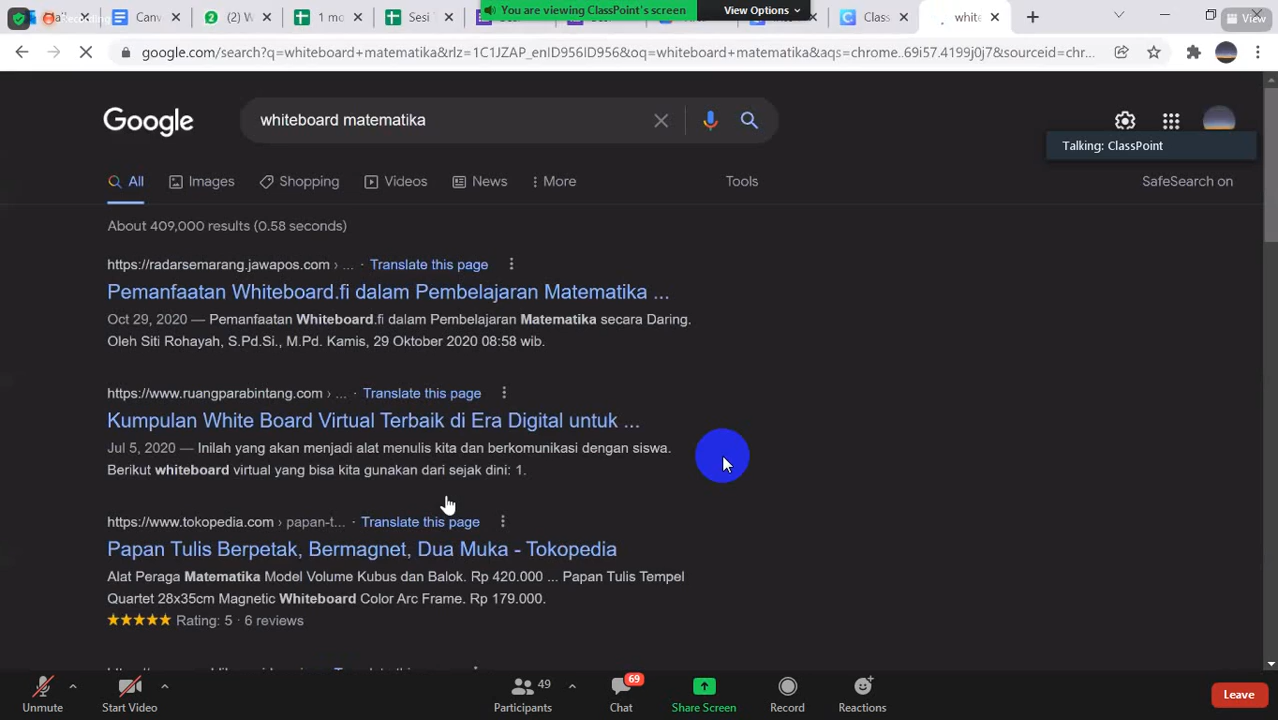 Recording
Canv
(2) W
1 mo
Sesi
You are viewing ClassPoint's screen
View Options
Class
white
View
google.com/search?q=whiteboard+matematika&rlz=1C1JZAP_enID956ID956&oq=whiteboard+matematika&aqs=chrome..69i57.4199j0j7&sourceid=chr...
Google
whiteboard matematika
Talking: ClassPoint
All
Images
Shopping
Videos
News
More
Tools
SafeSearch on
About 409,000 results (0.58 seconds)
https://radarsemarang.jawapos.com › ... · Translate this page
Pemanfaatan Whiteboard.fi dalam Pembelajaran Matematika ...
Oct 29, 2020 — Pemanfaatan Whiteboard.fi dalam Pembelajaran Matematika secara Daring.
Oleh Siti Rohayah, S.Pd.Si., M.Pd. Kamis, 29 Oktober 2020 08:58 wib.
https://www.ruangparabintang.com › ... · Translate this page
Kumpulan White Board Virtual Terbaik di Era Digital untuk ...
Jul 5, 2020 — Inilah yang akan menjadi alat menulis kita dan berkomunikasi dengan siswa.
Berikut whiteboard virtual yang bisa kita gunakan dari sejak dini: 1.
https://www.tokopedia.com › papan-t... · Translate this page
Papan Tulis Berpetak, Bermagnet, Dua Muka - Tokopedia
Alat Peraga Matematika Model Volume Kubus dan Balok. Rp 420.000 ... Papan Tulis Tempel
Quartet 28x35cm Magnetic Whiteboard Color Arc Frame. Rp 179.000.
Rating: 5 · 6 reviews
Unmute
Start Video
49
Participants
69
Chat
Share Screen
Record
Reactions
Leave